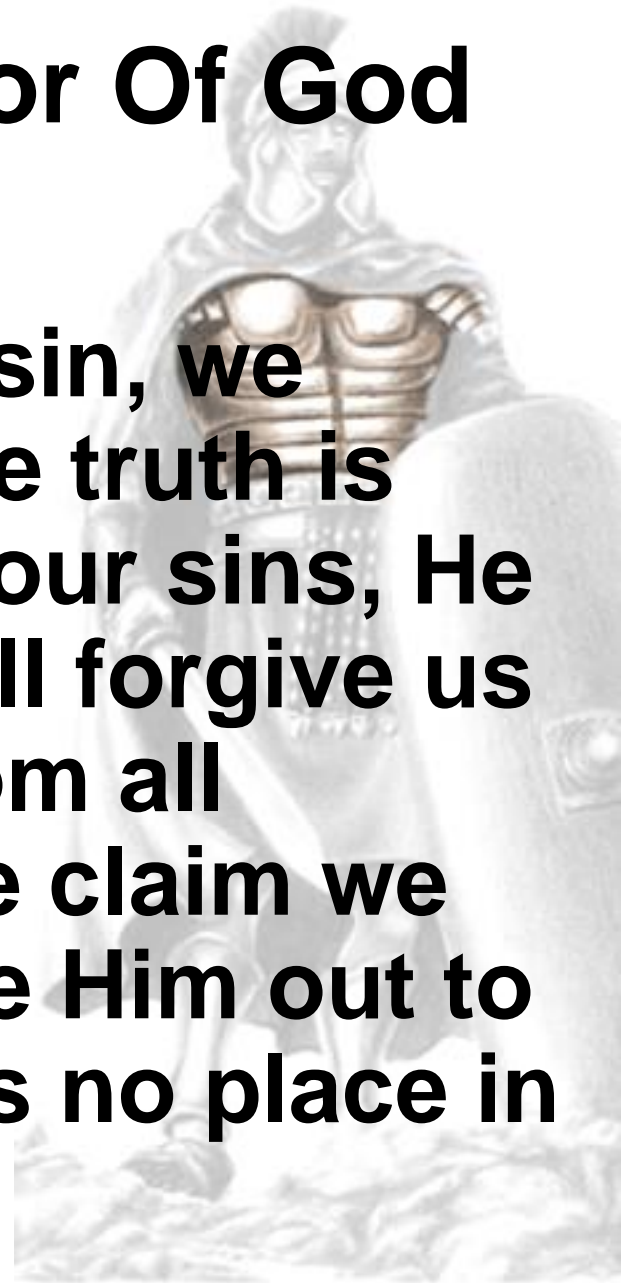 or Of God
sin, we
e truth is
our sins, He
ll forgive us
om all
e claim we
e Him out to
s no place in